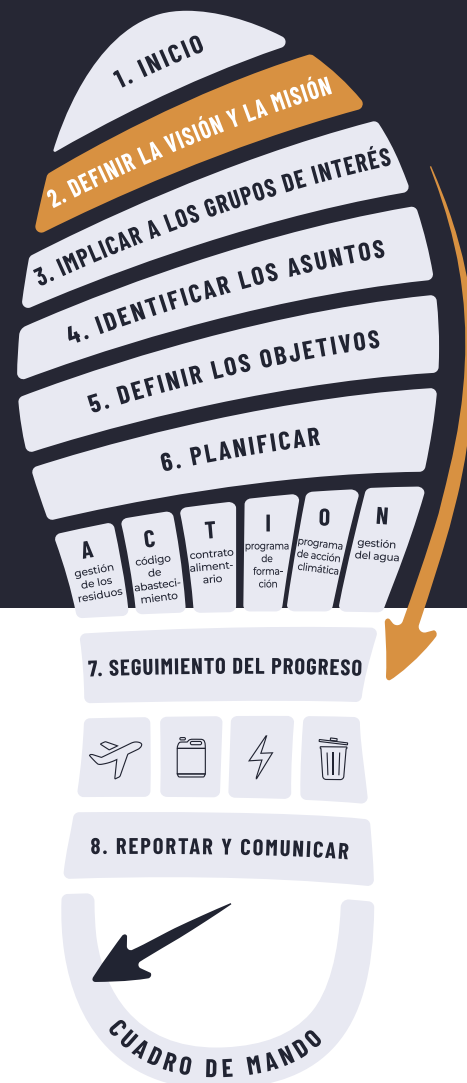 1. INICIO
2. DEFINIR LA VISIÓN Y LA MISIÓN
3. IMPLICAR A LOS GRUPOS DE INTERÉS
4. IDENTIFICAR LOS ASUNTOS
5. DEFINIR LOS OBJETIVOS
6. PLANIFICAR
A
gestión
de los
residuos
C
código
de
abasteci-
miento
T
contrato
aliment-
ario
I
programa
de
forma-
ción
O
programa
de acción
climática
N
gestión
del agua
7. SEGUIMIENTO DEL PROGRESO
8. REPORTAR Y COMUNICAR
CUADRO DE MANDO